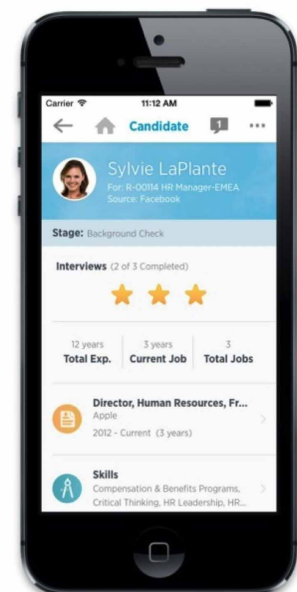 Carrier 11:12 AM
Candidate 1
Sylvie LaPlante
For: R-00114 HR Manager-EMEA
Source: Facebook
Stage: Background Check
Interviews (2 of 3 Completed)
12 years 3 years 3
Total Exp. Current Job Total Jobs
Director, Human Resources, Fr...
Apple
2012 - Current (3 years)
Skills
Compensation & Benefits Programs,
Critical Thinking, HR Leadership, HR...